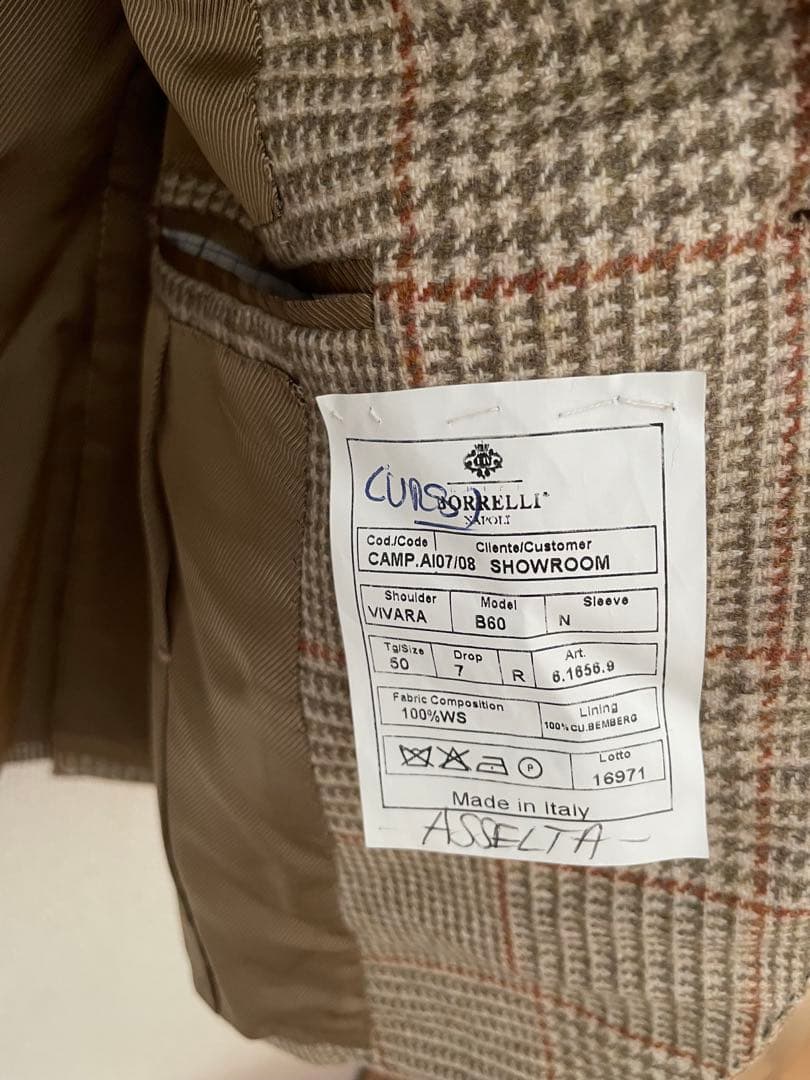 BORRELLI
NAPOLI
Cod./Code Cliente/Customer
CAMP.AI07/08 SHOWROOM
Shoulder Model Sleeve
VIVARA B60 N
Tg/Size Drop Art.
50 7 R 6.1656.9
Fabric Composition Lining
100%WS 100%CU.BEMBERG
P Lotto
16971
Made in Italy
- ASSELTA -